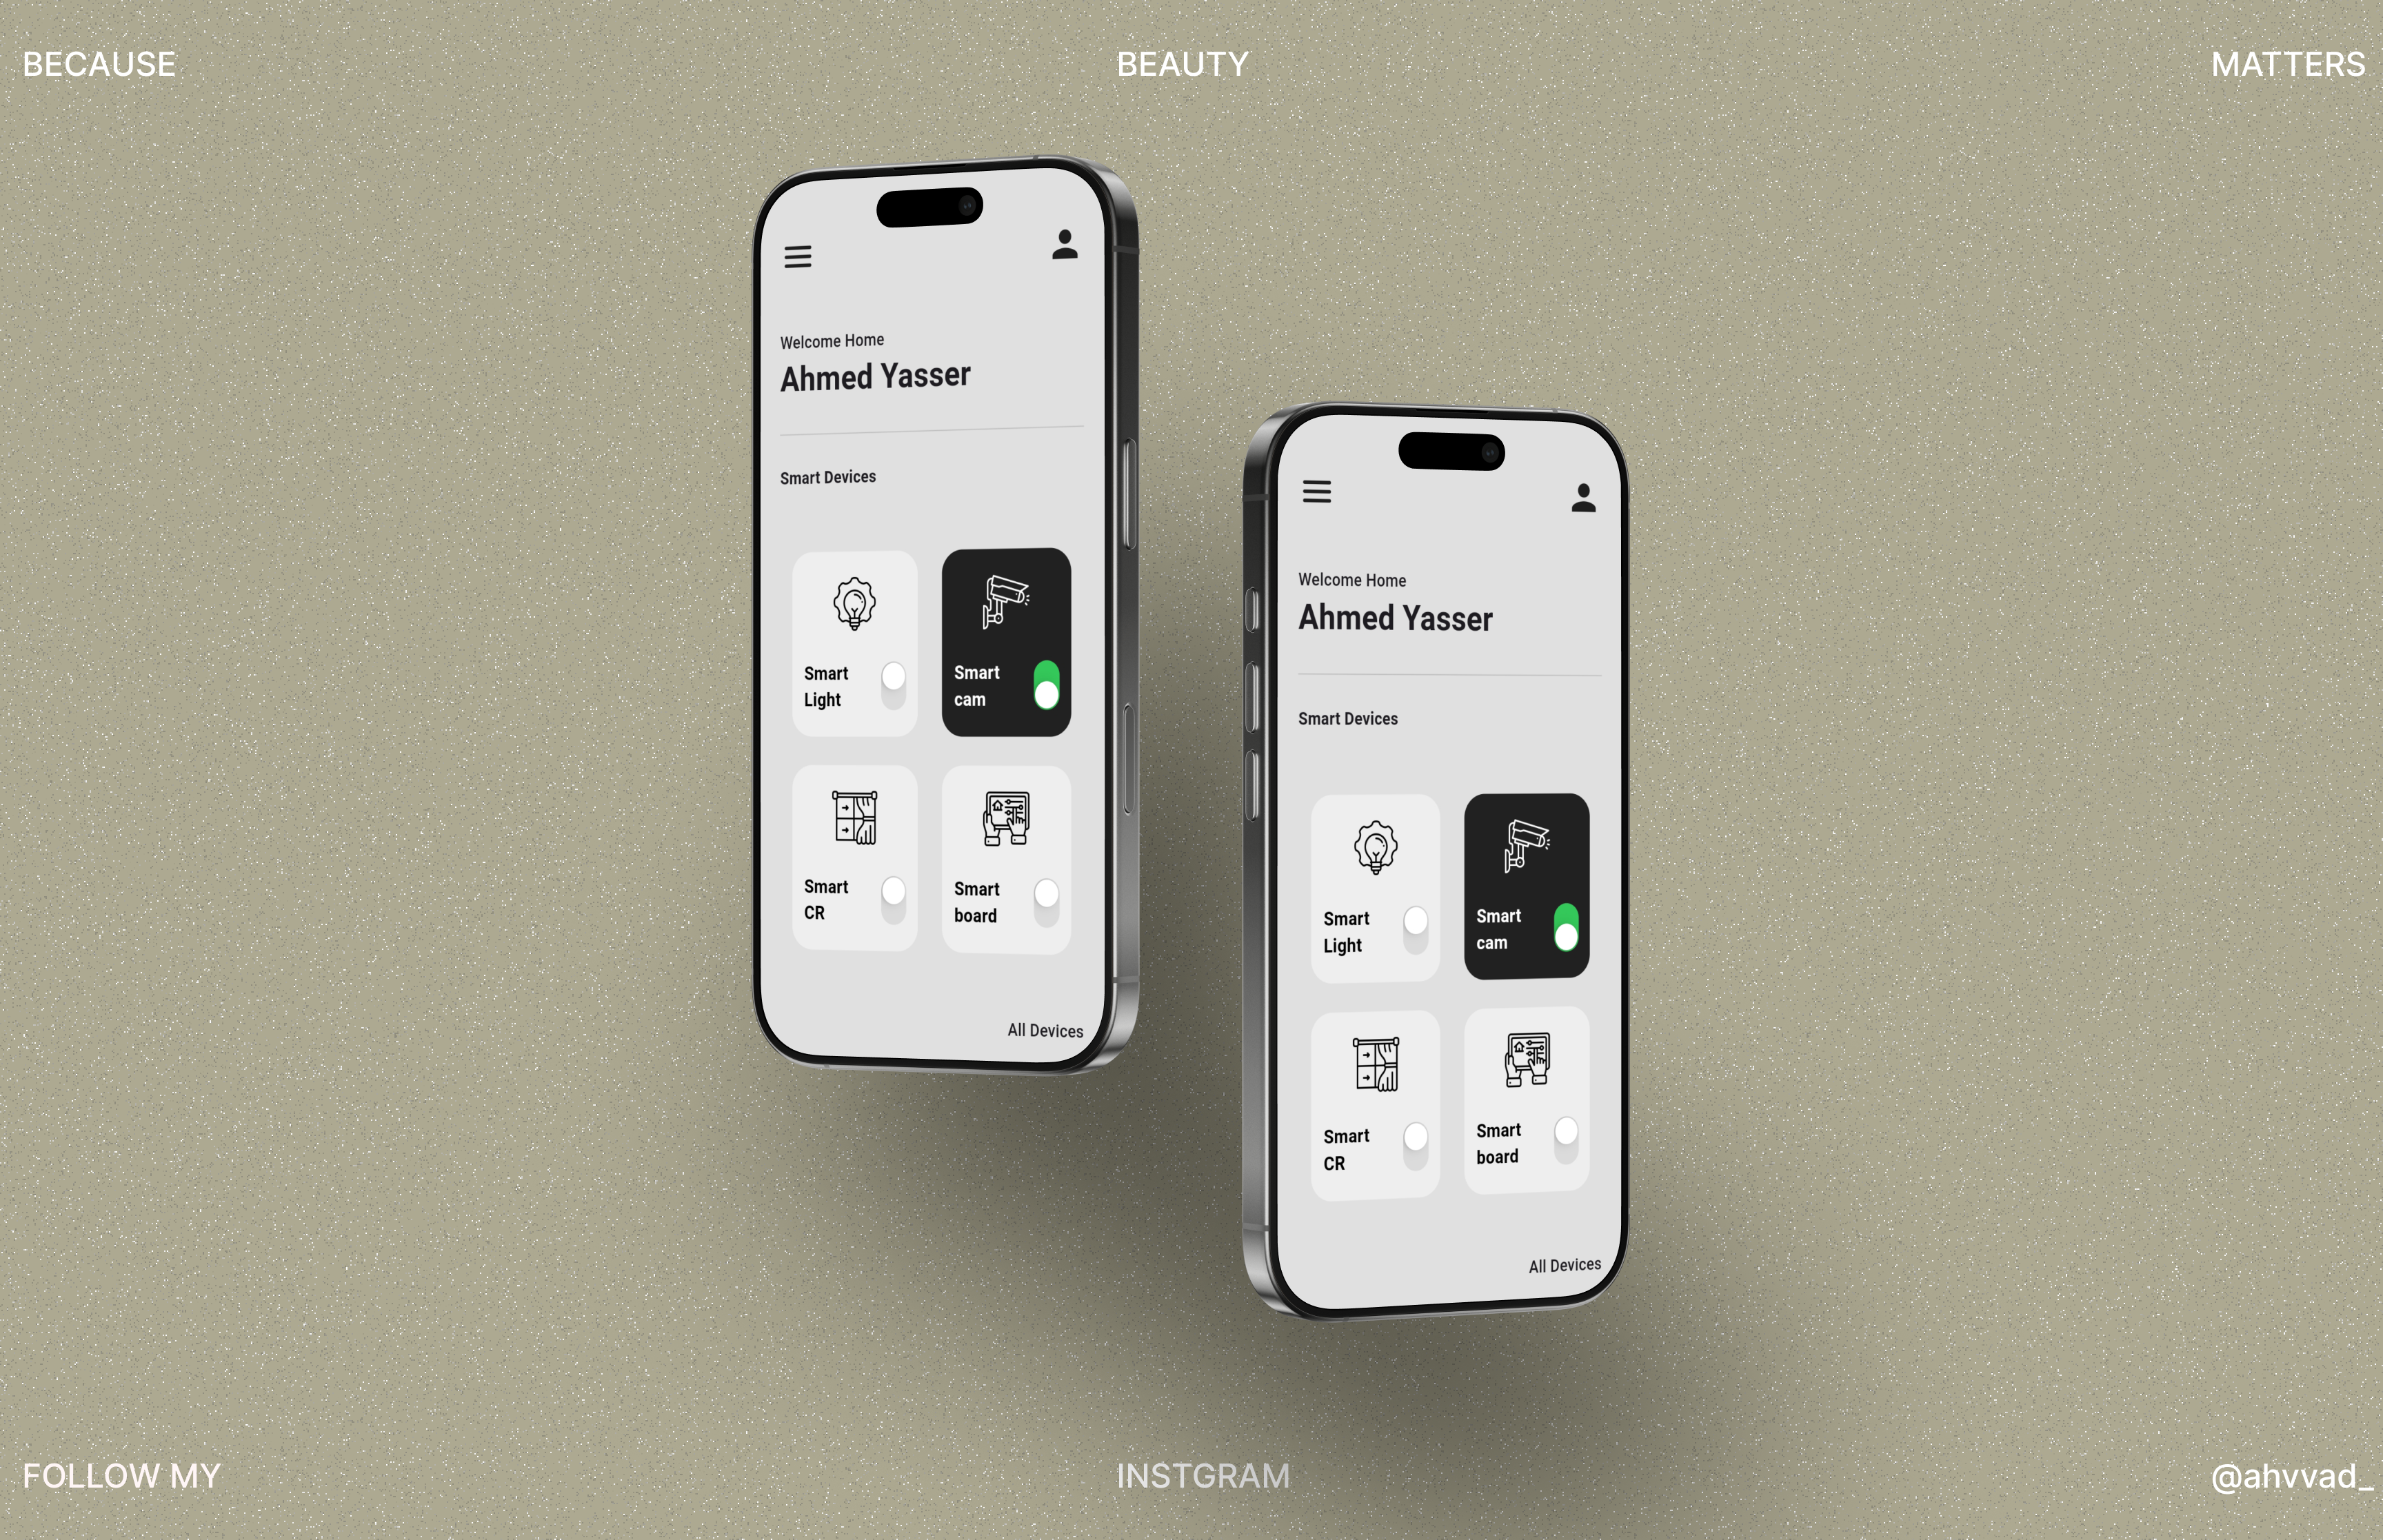 BECAUSE
BEAUTY
MATTERS
Welcome Home
Ahmed Yasser
Smart Devices
Smart
Light
Smart
cam
Smart
CR
Smart
board
All Devices
Welcome Home
Ahmed Yasser
Smart Devices
Smart
Light
Smart
cam
Smart
CR
Smart
board
All Devices
FOLLOW MY
INSTGRAM
@ahvvad_